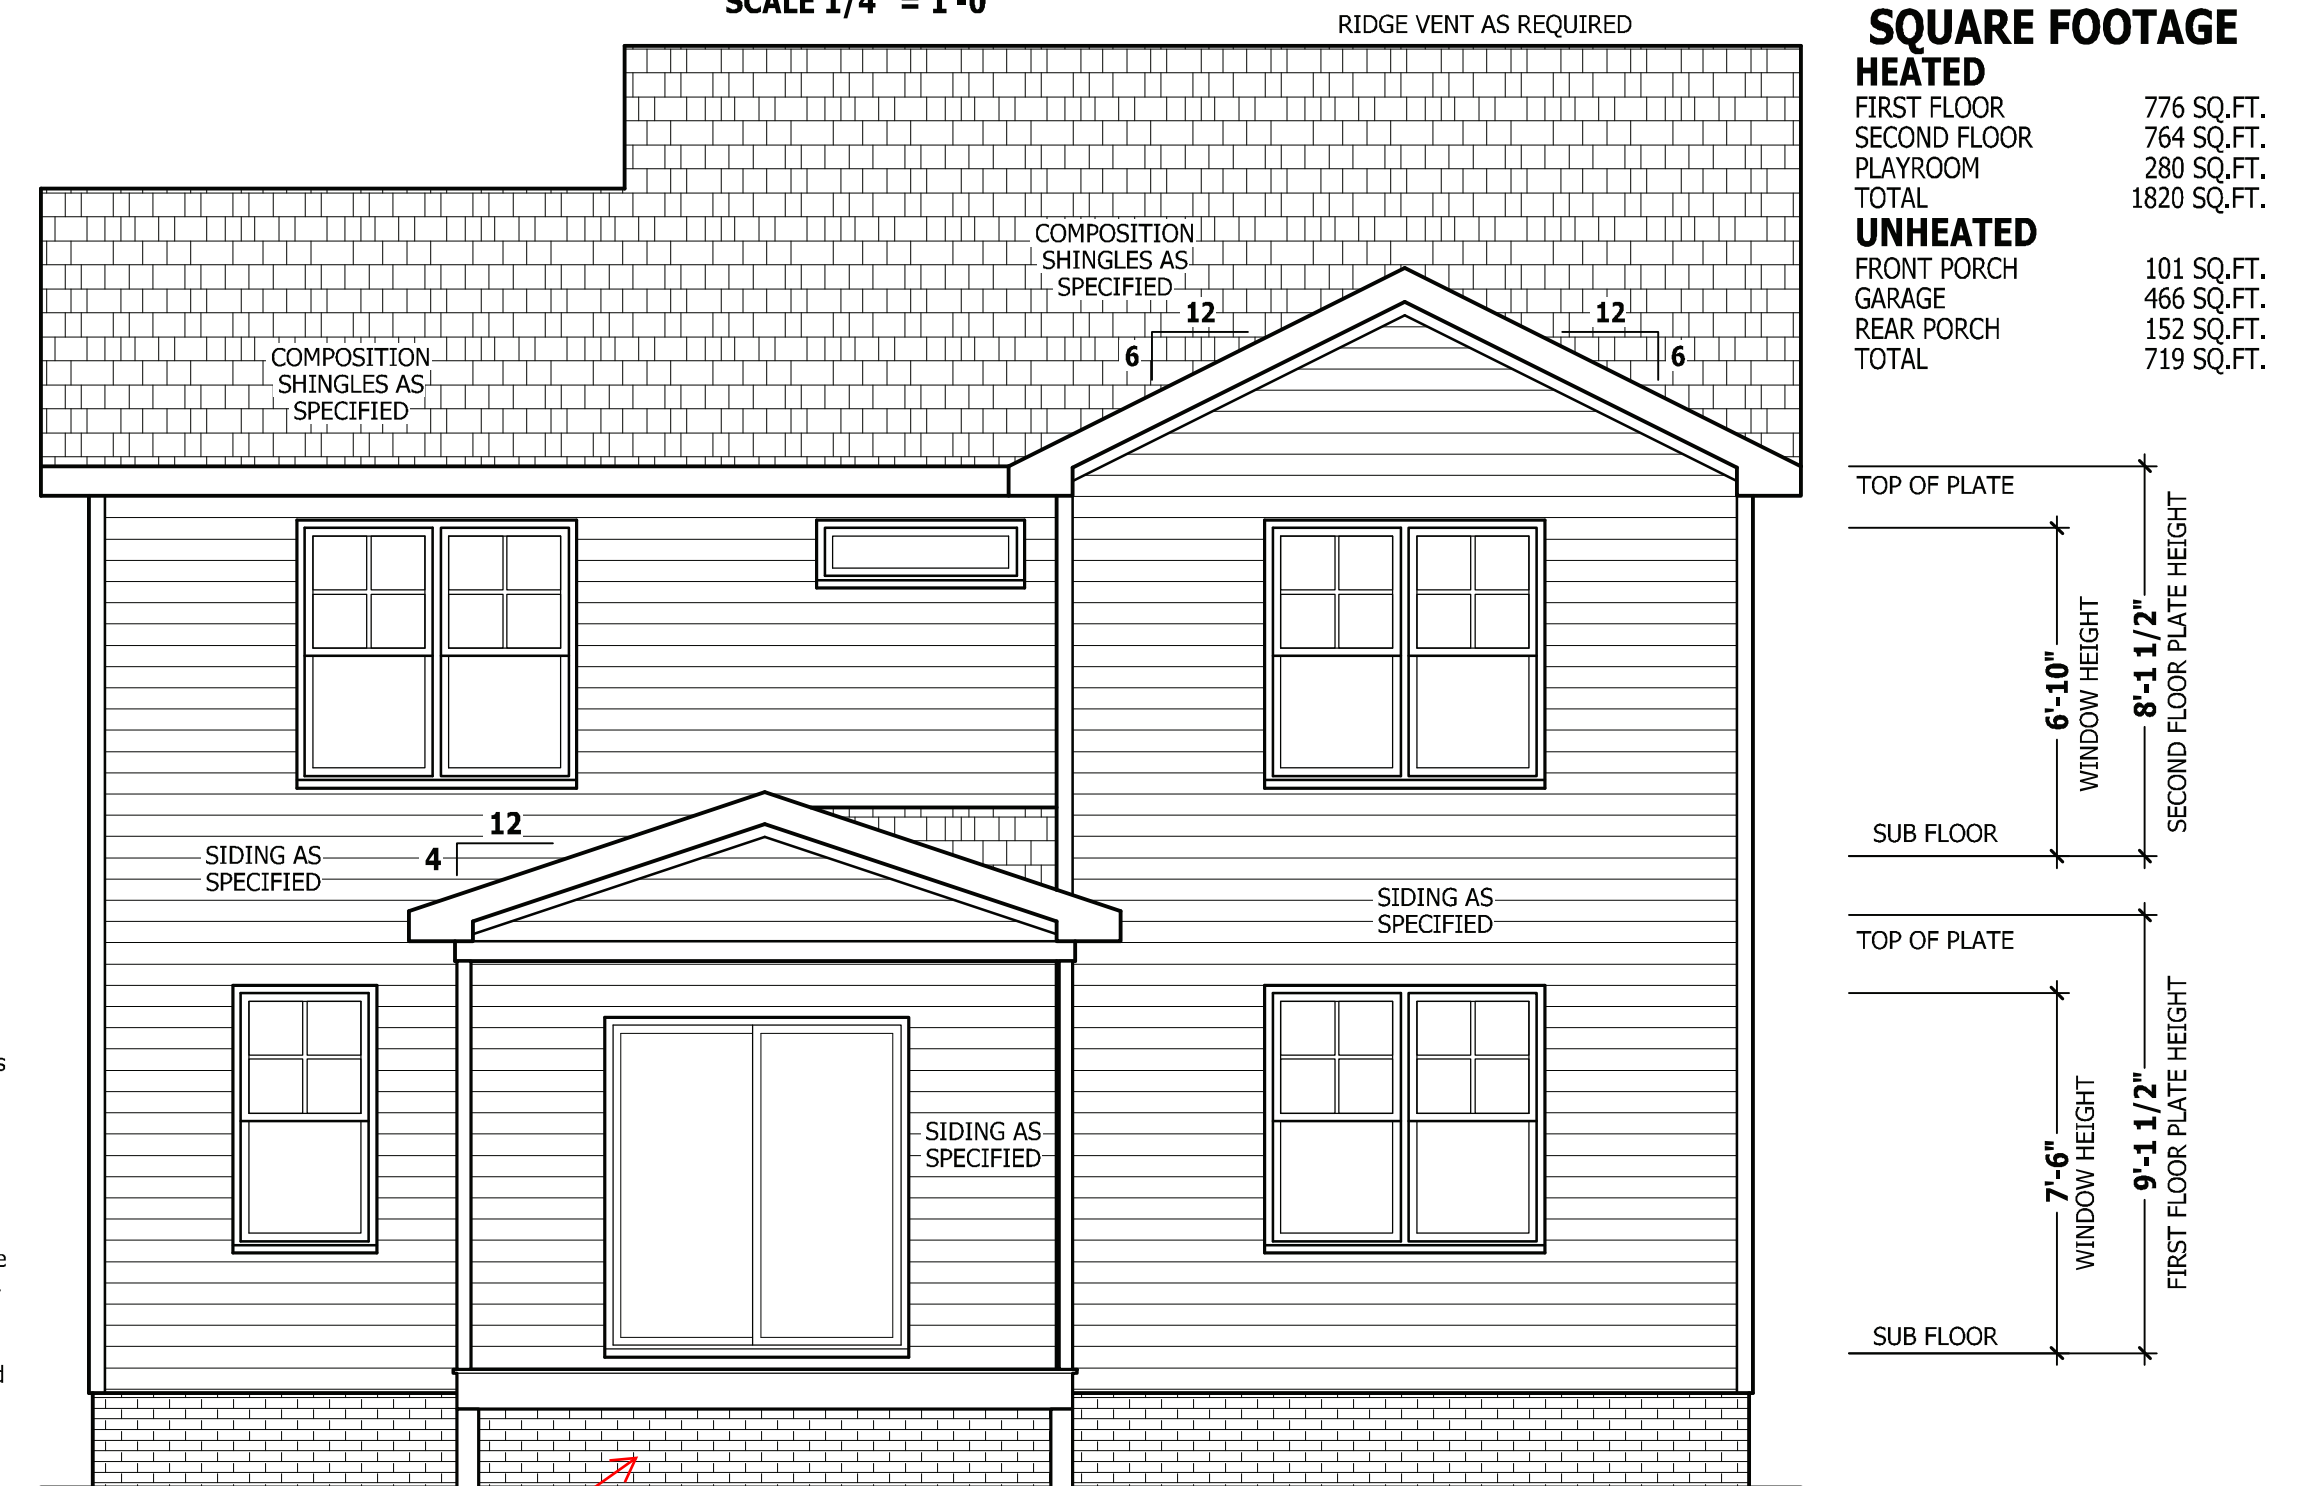 SCALE 1/4" = 1'-0"
RIDGE VENT AS REQUIRED
SQUARE FOOTAGE
HEATED
FIRST FLOOR 776 SQ.FT.
SECOND FLOOR 764 SQ.FT.
PLAYROOM 280 SQ.FT.
TOTAL 1820 SQ.FT.
UNHEATED
FRONT PORCH 101 SQ.FT.
GARAGE 466 SQ.FT.
REAR PORCH 152 SQ.FT.
TOTAL 719 SQ.FT.
COMPOSITION
SHINGLES AS
SPECIFIED
12
6
12
6
COMPOSITION
SHINGLES AS
SPECIFIED
TOP OF PLATE
6'-10"
WINDOW HEIGHT
8'-1 1/2"
SECOND FLOOR PLATE HEIGHT
SUB FLOOR
12
4
SIDING AS
SPECIFIED
SIDING AS
SPECIFIED
TOP OF PLATE
SIDING AS
SPECIFIED
7'-6"
WINDOW HEIGHT
9'-1 1/2"
FIRST FLOOR PLATE HEIGHT
SUB FLOOR